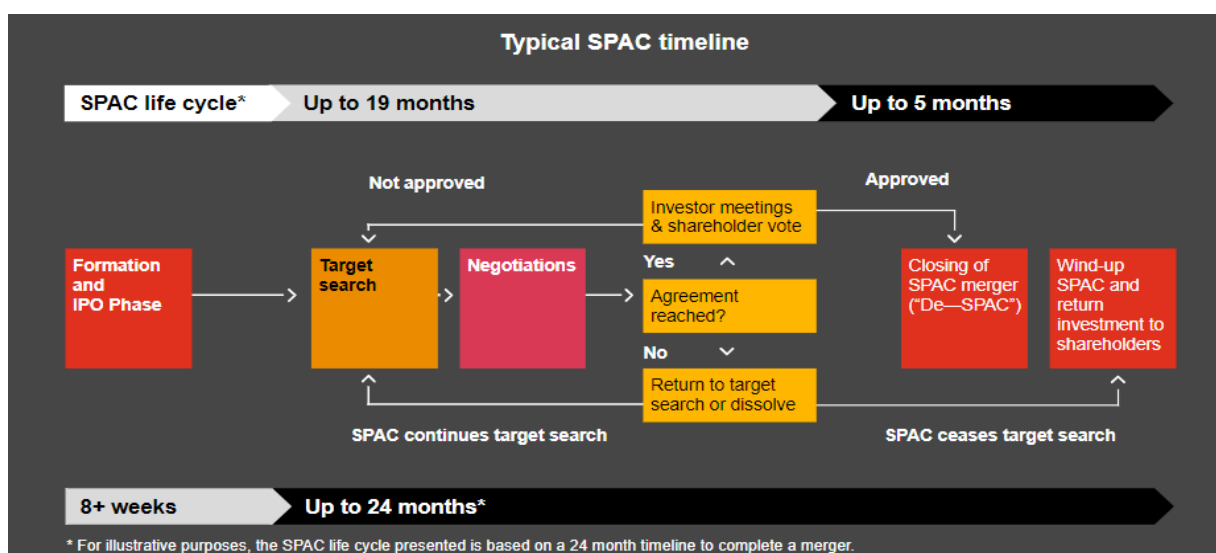 Typical SPAC timeline
SPAC life cycle*
Up to 19 months
Up to 5 months
Not approved
Approved
Investor meetings
& shareholder vote
Formation
and
IPO Phase
Target
search
Negotiations
Yes
Agreement
reached?
No
Return to target
search or dissolve
Closing of
SPAC merger
(“De—SPAC”)
Wind-up
SPAC and
return
investment to
shareholders
SPAC continues target search
SPAC ceases target search
8+ weeks
Up to 24 months*
* For illustrative purposes, the SPAC life cycle presented is based on a 24 month timeline to complete a merger.